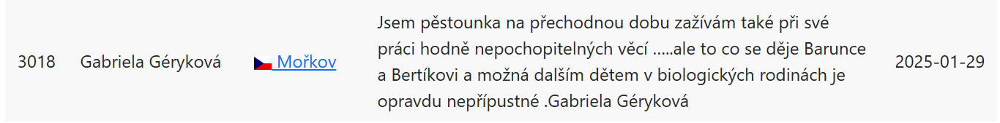 3018 Gabriela Géryková Mořkov Jsem pěstounka na přechodnou dobu zažívám také při své
práci hodně nepochopitelných věcí .....ale to co se děje Barunce
a Bertíkovi a možná dalším dětem v biologických rodinách je
opravdu nepřípustné .Gabriela Géryková
2025-01-29